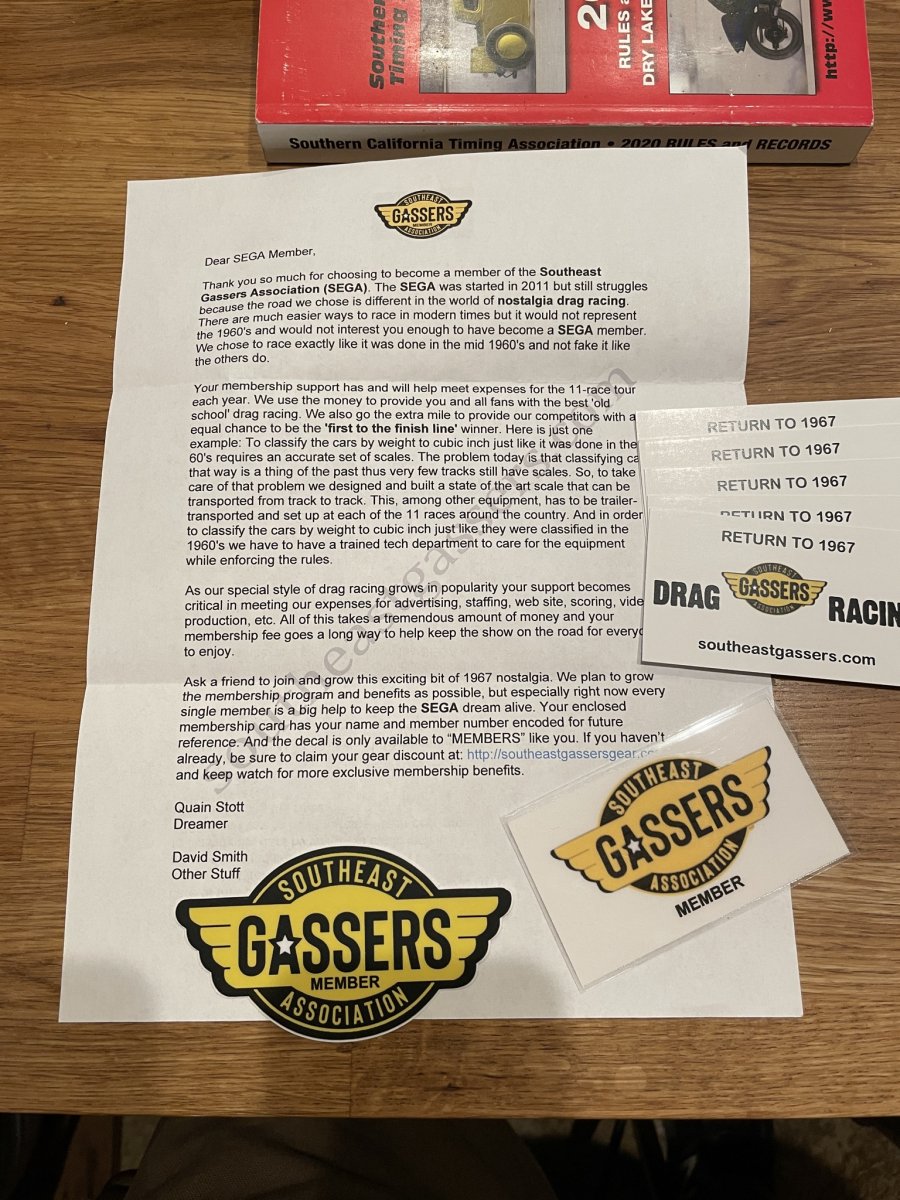 Southern
Timing
RULES
DRY LAKE
http://ww
Southern California Timing Association • 2020 RULES and RECORDS
SOUTHEAST
GASSERS
MEMBER
ASSOCIATION
Dear SEGA Member,
Thank you so much for choosing to become a member of the Southeast
Gassers Association (SEGA). The SEGA was started in 2011 but still struggles
because the road we chose is different in the world of nostalgia drag racing.
There are much easier ways to race in modern times but it would not represent
the 1960's and would not interest you enough to have become a SEGA member.
We chose to race exactly like it was done in the mid 1960's and not fake it like
the others do.
Your membership support has and will help meet expenses for the 11-race tour
each year. We use the money to provide you and all fans with the best 'old
school' drag racing. We also go the extra mile to provide our competitors with a
equal chance to be the 'first to the finish line' winner. Here is just one
example: To classify the cars by weight to cubic inch just like it was done in the
60's requires an accurate set of scales. The problem today is that classifying ca
that way is a thing of the past thus very few tracks still have scales. So, to take
care of that problem we designed and built a state of the art scale that can be
transported from track to track. This, among other equipment, has to be trailer-
transported and set up at each of the 11 races around the country. And in order
to classify the cars by weight to cubic inch just like they were classified in the
1960's we have to have a trained tech department to care for the equipment
while enforcing the rules.
As our special style of drag racing grows in popularity your support becomes
critical in meeting our expenses for advertising, staffing, web site, scoring, vide
production, etc. All of this takes a tremendous amount of money and your
membership fee goes a long way to help keep the show on the road for everyo
to enjoy.
Ask a friend to join and grow this exciting bit of 1967 nostalgia. We plan to grow
the membership program and benefits as possible, but especially right now every
single member is a big help to keep the SEGA dream alive. Your enclosed
membership card has your name and member number encoded for future
reference. And the decal is only available to “MEMBERS” like you. If you haven't
already, be sure to claim your gear discount at: http://southeastgassersgear.co
and keep watch for more exclusive membership benefits.
Quain Stott
Dreamer
David Smith
Other Stuff
southeastgassers.com
RETURN TO 1967
RETURN TO 1967
RETURN TO 1967
RETURN TO 1967
RETURN TO 1967
DRAG
SOUTHEAST
GASSERS
ASSOCIATION
RACIN
southeastgassers.com
SOUTHEAST
GASSERS
ASSOCIATION
MEMBER
SOUTHEAST
GASSERS
MEMBER
ASSOCIATION